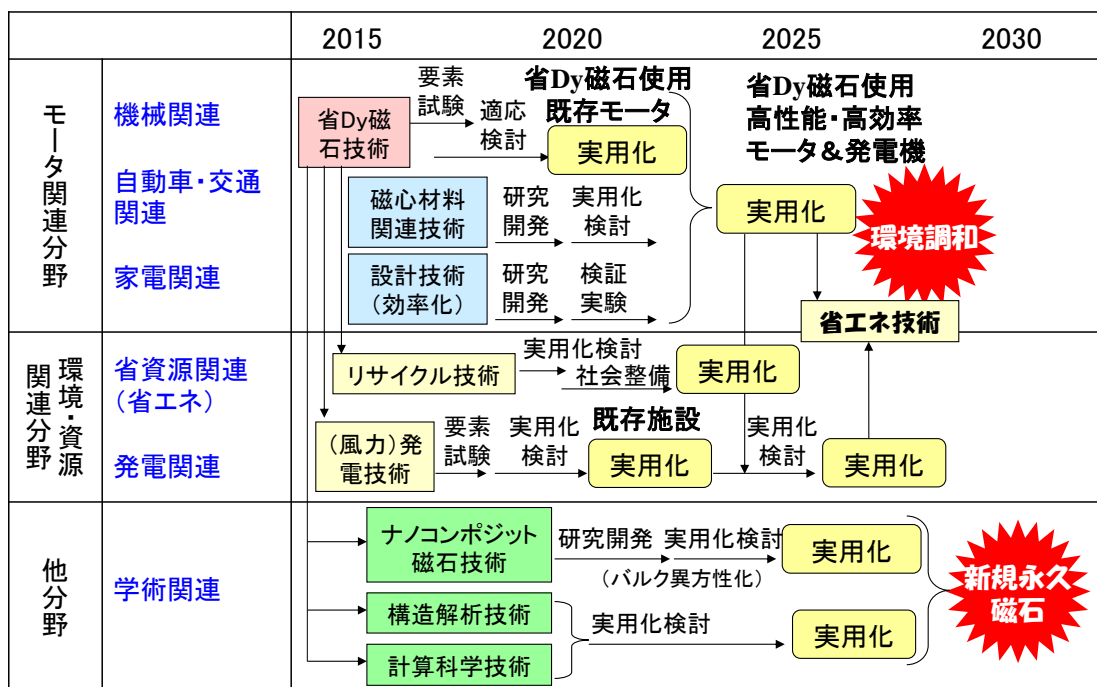 2015 2020 2025 2030
モータ関連分野
機械関連
自動車・交通
関連
家電関連
省Dy磁
石技術
要素
試験
適応
検討
省Dy磁石使用
既存モータ
実用化
省Dy磁石使用
高性能・高効率
モータ＆発電機
磁心材料
関連技術
研究
開発
実用化
検討
実用化
環境調和
設計技術
（効率化）
研究
開発
検証
実験
省エネ技術
環境・資源
関連分野
省資源関連
（省エネ）
発電関連
リサイクル技術
実用化検討
社会整備
実用化
（風力）発
電技術
要素
試験
実用化
検討
既存施設
実用化
実用化
検討
実用化
他分野
学術関連
ナノコンポジット
磁石技術
研究開発
実用化検討
（バルク異方性化）
実用化
構造解析技術
計算科学技術
実用化検討
実用化
新規永久
磁石